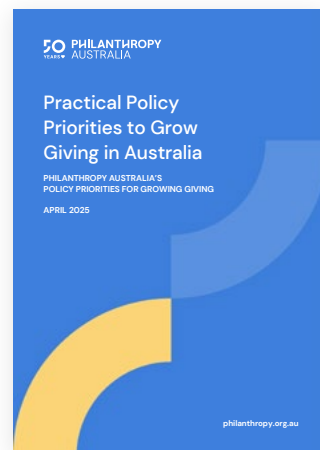 50 YEARS PHILANTHROPY
AUSTRALIA
Practical Policy
Priorities to Grow
Giving in Australia
PHILANTHROPY AUSTRALIA'S
POLICY PRIORITIES FOR GROWING GIVING
APRIL 2025
philanthropy.org.au